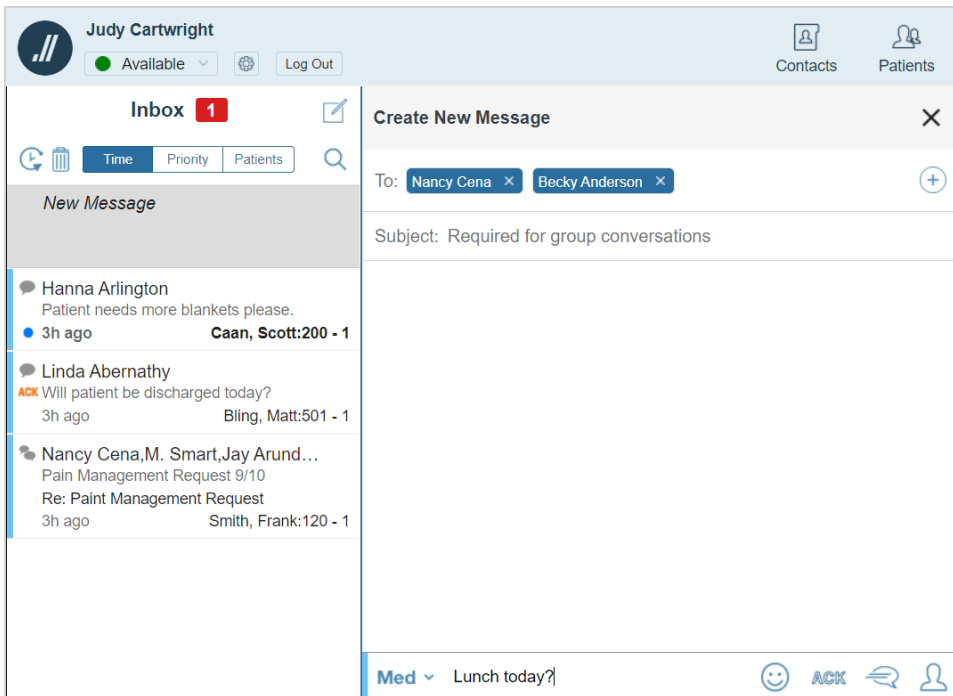 Judy Cartwright
Available
Log Out
Contacts
Patients
Inbox 1
Time Priority Patients
New Message
Hanna Arlington
Patient needs more blankets please.
3h ago Caan, Scott:200 - 1
Linda Abernathy
ACK Will patient be discharged today?
3h ago Bling, Matt:501 - 1
Nancy Cena,M. Smart,Jay Arund...
Pain Management Request 9/10
Re: Paint Management Request
3h ago Smith, Frank:120 - 1
Create New Message
To: Nancy Cena × Becky Anderson ×
Subject: Required for group conversations
Med Lunch today?
ACK